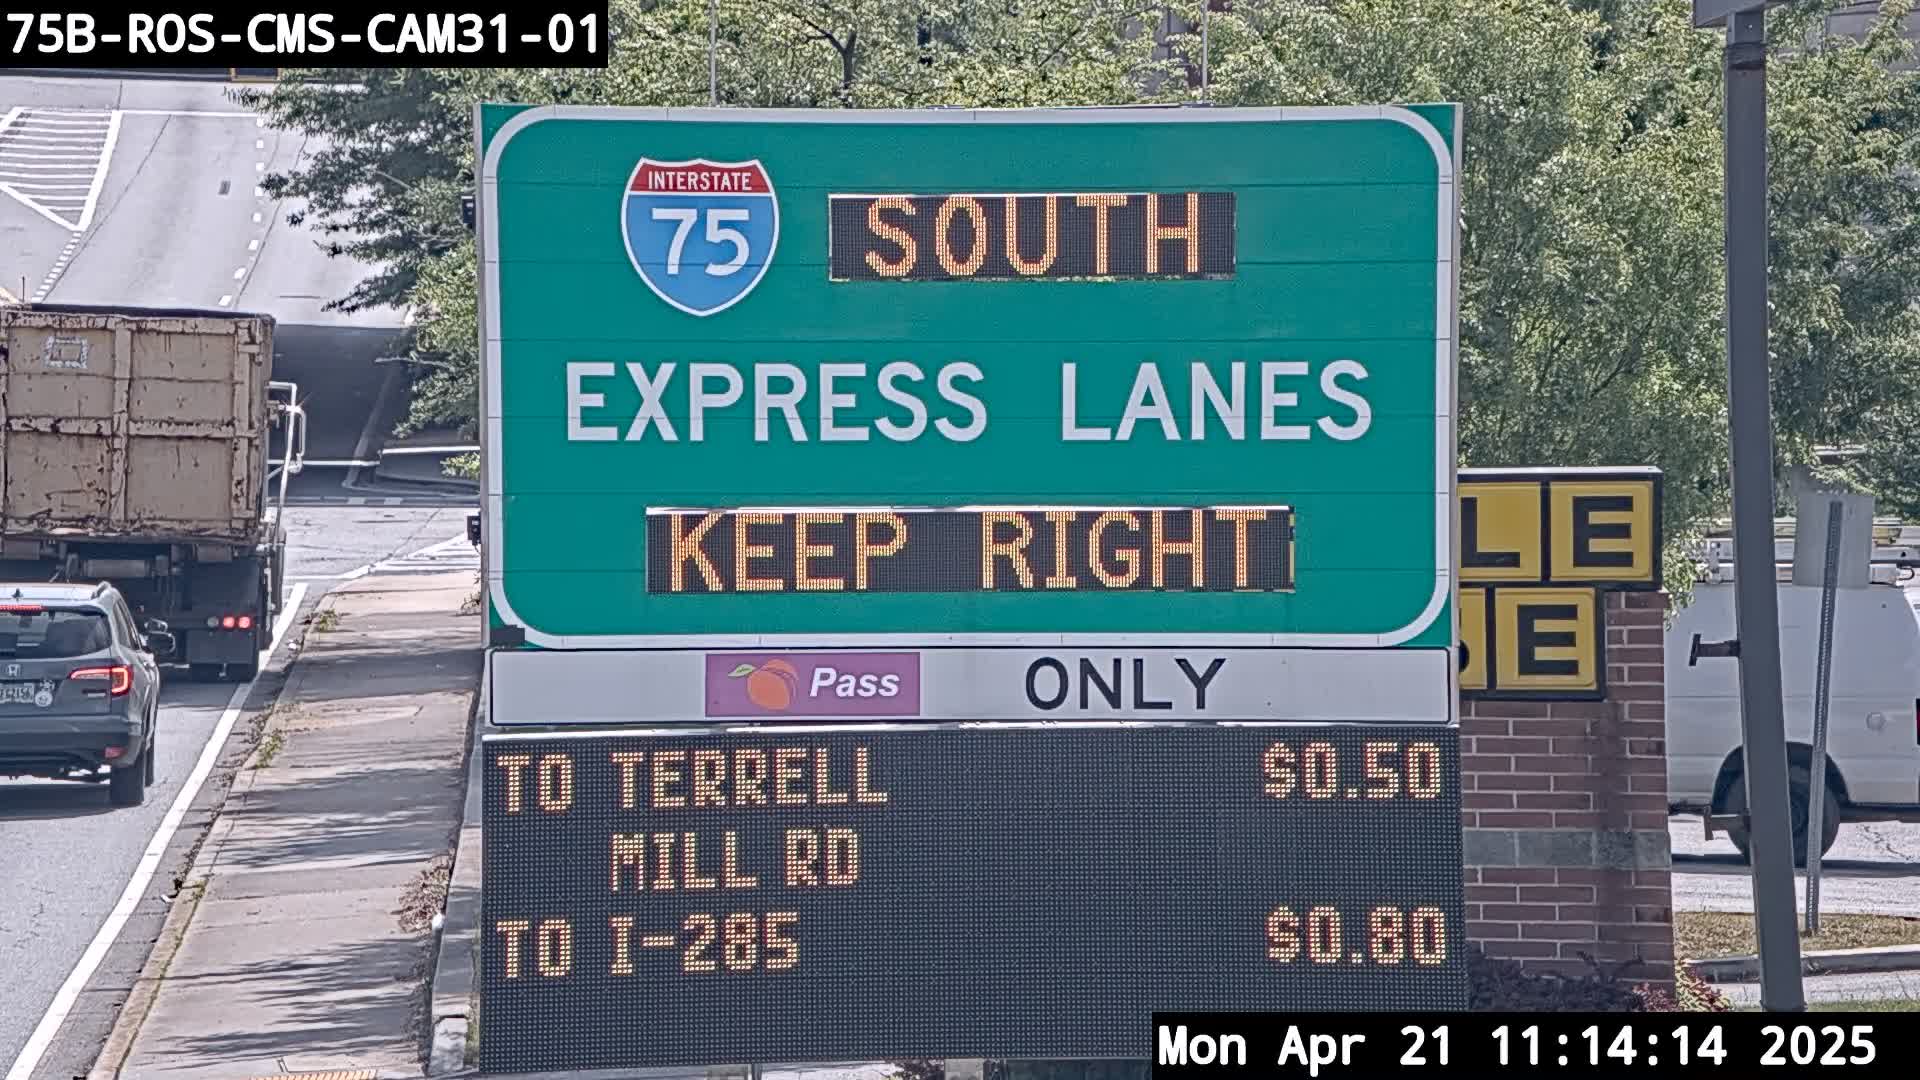 75B-ROS-CMS-CAM31-01
INTERSTATE
75
SOUTH
EXPRESS LANES
KEEP RIGHT
Pass ONLY
TO TERRELL $0.50
MILL RD
TO I-285 $0.80
LE
E
Mon Apr 21 11:14:14 2025